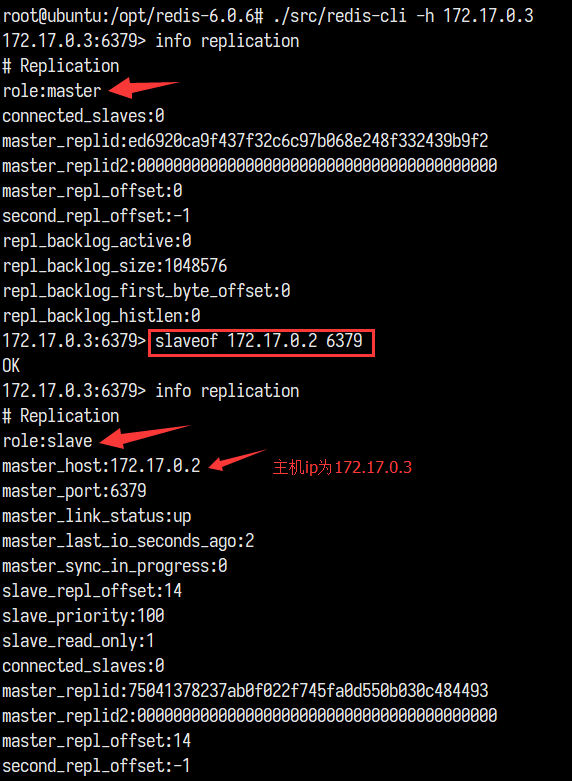 root@ubuntu:/opt/redis-6.0.6# ./src/redis-cli -h 172.17.0.3
172.17.0.3:6379> info replication
# Replication
role:master
connected_slaves:0
master_replid:ed6920ca9f437f32c6c97b068e248f332439b9f2
master_replid2:0000000000000000000000000000000000000000
master_repl_offset:0
second_repl_offset:-1
repl_backlog_active:0
repl_backlog_size:1048576
repl_backlog_first_byte_offset:0
repl_backlog_histlen:0
172.17.0.3:6379> slaveof 172.17.0.2 6379
OK
172.17.0.3:6379> info replication
# Replication
role:slave
master_host:172.17.0.2 主机ip为172.17.0.3
master_port:6379
master_link_status:up
master_last_io_seconds_ago:2
master_sync_in_progress:0
slave_repl_offset:14
slave_priority:100
slave_read_only:1
connected_slaves:0
master_replid:75041378237ab0f022f745fa0d550b030c484493
master_replid2:0000000000000000000000000000000000000000
master_repl_offset:14
second_repl_offset:-1